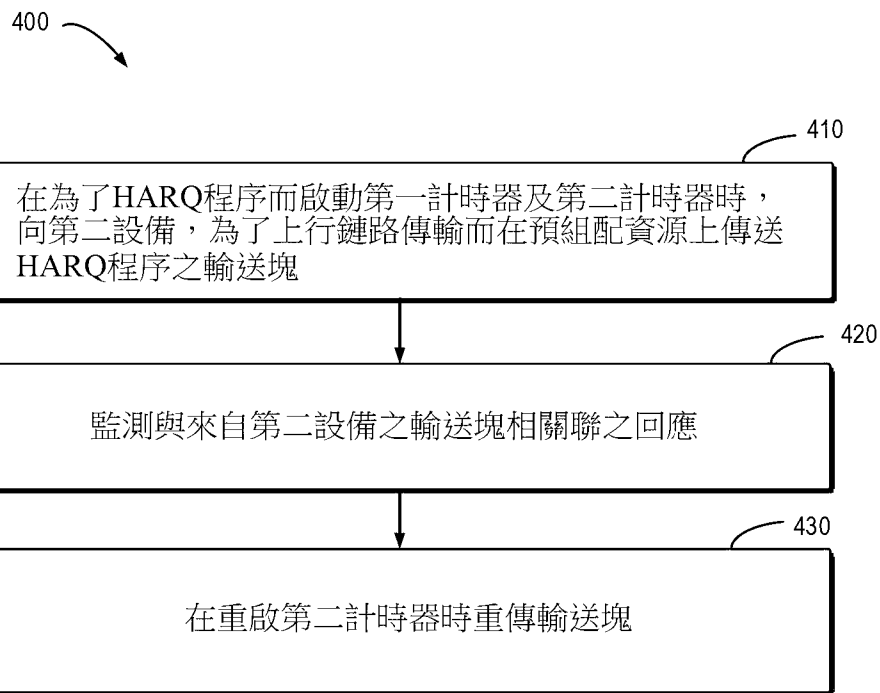 400
410
在為了HARQ程序而啟動第一計時器及第二計時器時，
向第二設備，為了上行鏈路傳輸而在預組配資源上傳送
HARQ程序之輸送塊
420
監測與來自第二設備之輸送塊相關聯之回應
430
在重啟第二計時器時重傳輸送塊